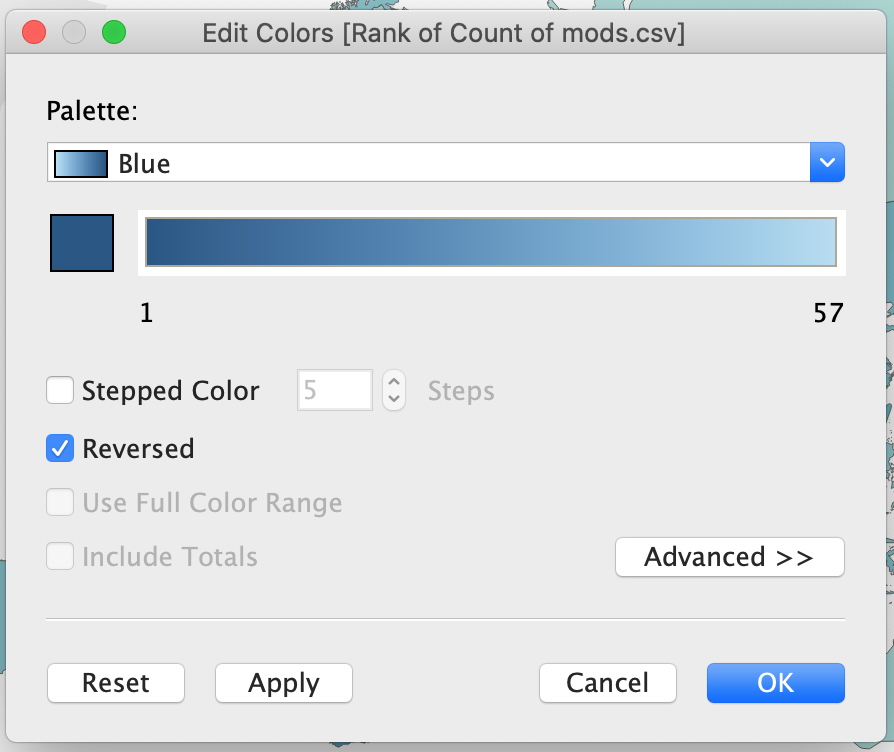 Edit Colors [Rank of Count of mods.csv]
Palette:
Blue
1 57
Stepped Color 5 Steps
Reversed
Use Full Color Range
Include Totals
Advanced >>
Reset Apply Cancel OK